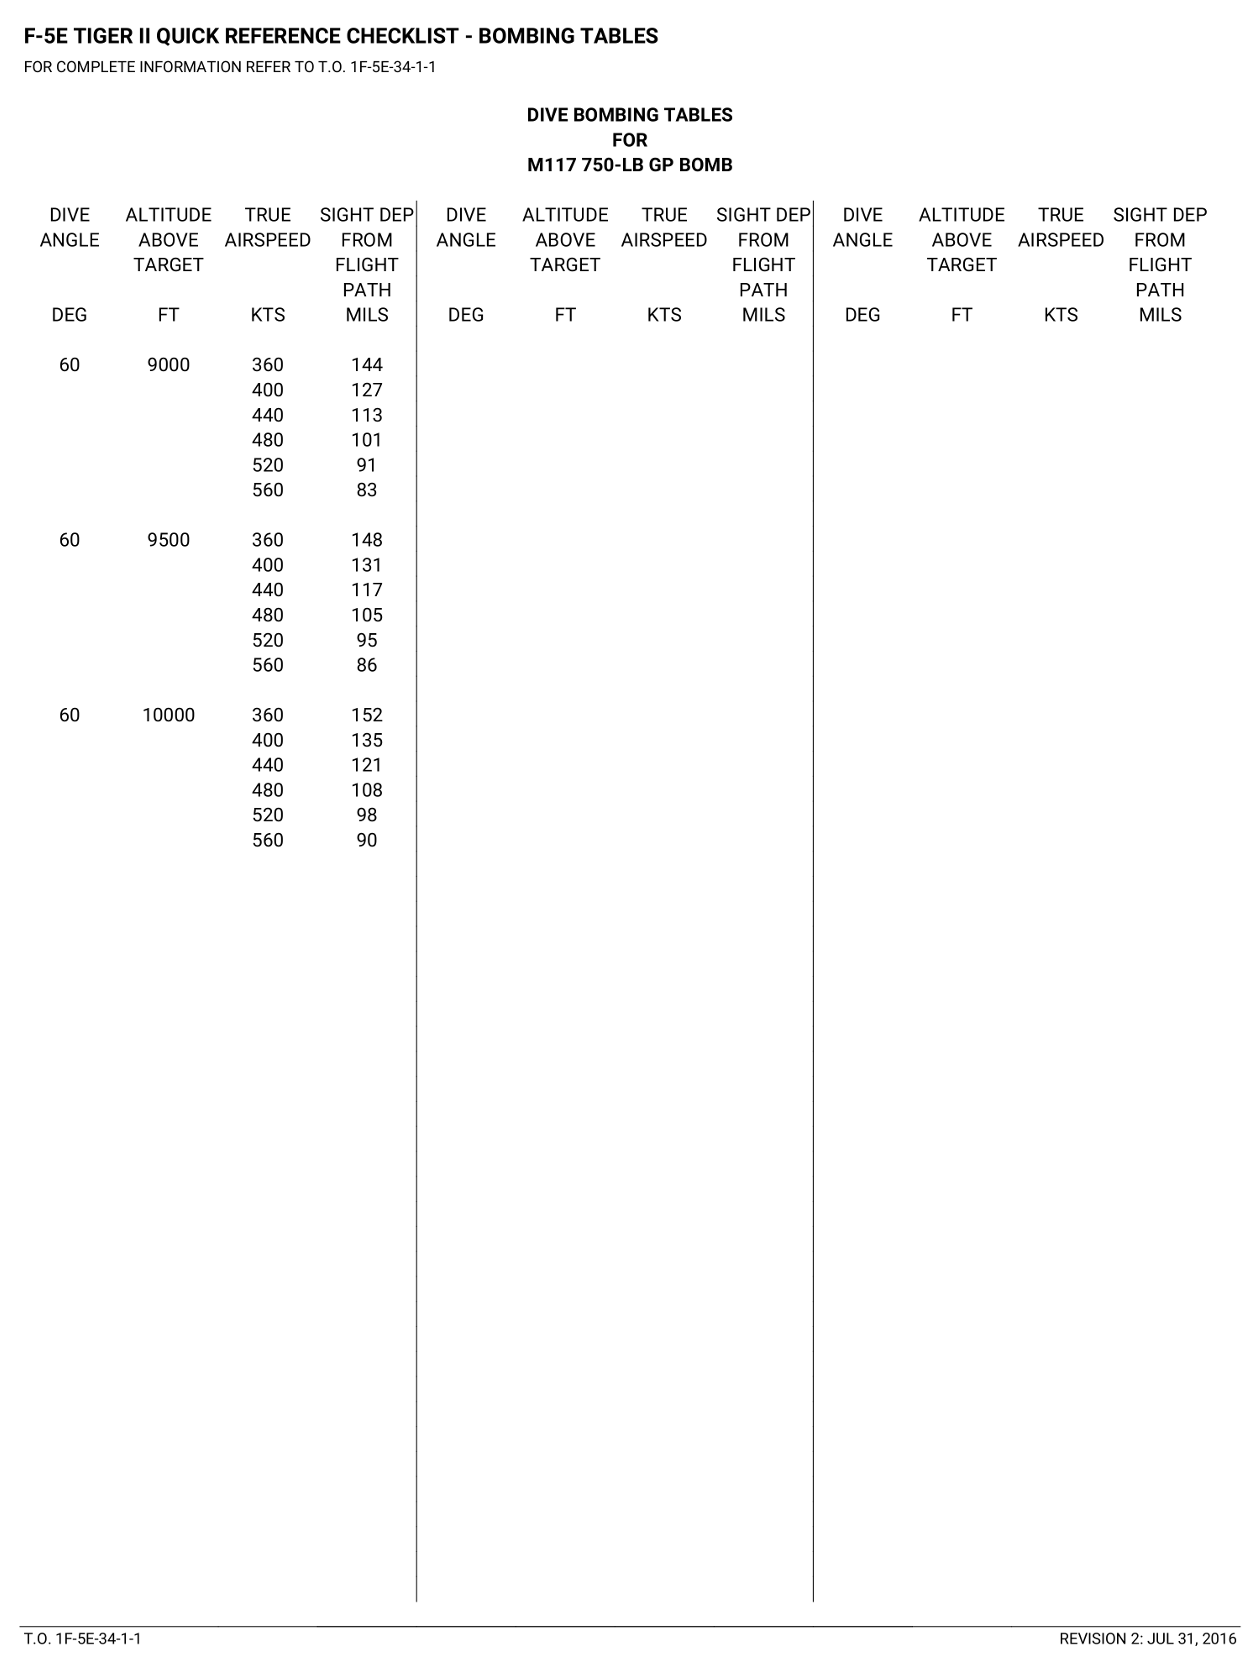 F-5E TIGER II QUICK REFERENCE CHECKLIST - BOMBING TABLES
FOR COMPLETE INFORMATION REFER TO T.O. 1F-5E-34-1-1
DIVE BOMBING TABLES
FOR
M117 750-LB GP BOMB
DIVE ALTITUDE TRUE SIGHT DEP DIVE ALTITUDE TRUE SIGHT DEP DIVE ALTITUDE TRUE SIGHT DEP
ANGLE ABOVE AIRSPEED FROM ANGLE ABOVE AIRSPEED FROM ANGLE ABOVE AIRSPEED FROM
TARGET FLIGHT TARGET FLIGHT TARGET FLIGHT
PATH PATH PATH
DEG FT KTS MILS DEG FT KTS MILS DEG FT KTS MILS
60 9000 360 144
400 127
440 113
480 101
520 91
560 83
60 9500 360 148
400 131
440 117
480 105
520 95
560 86
60 10000 360 152
400 135
440 121
480 108
520 98
560 90
T.O. 1F-5E-34-1-1 REVISION 2: JUL 31, 2016